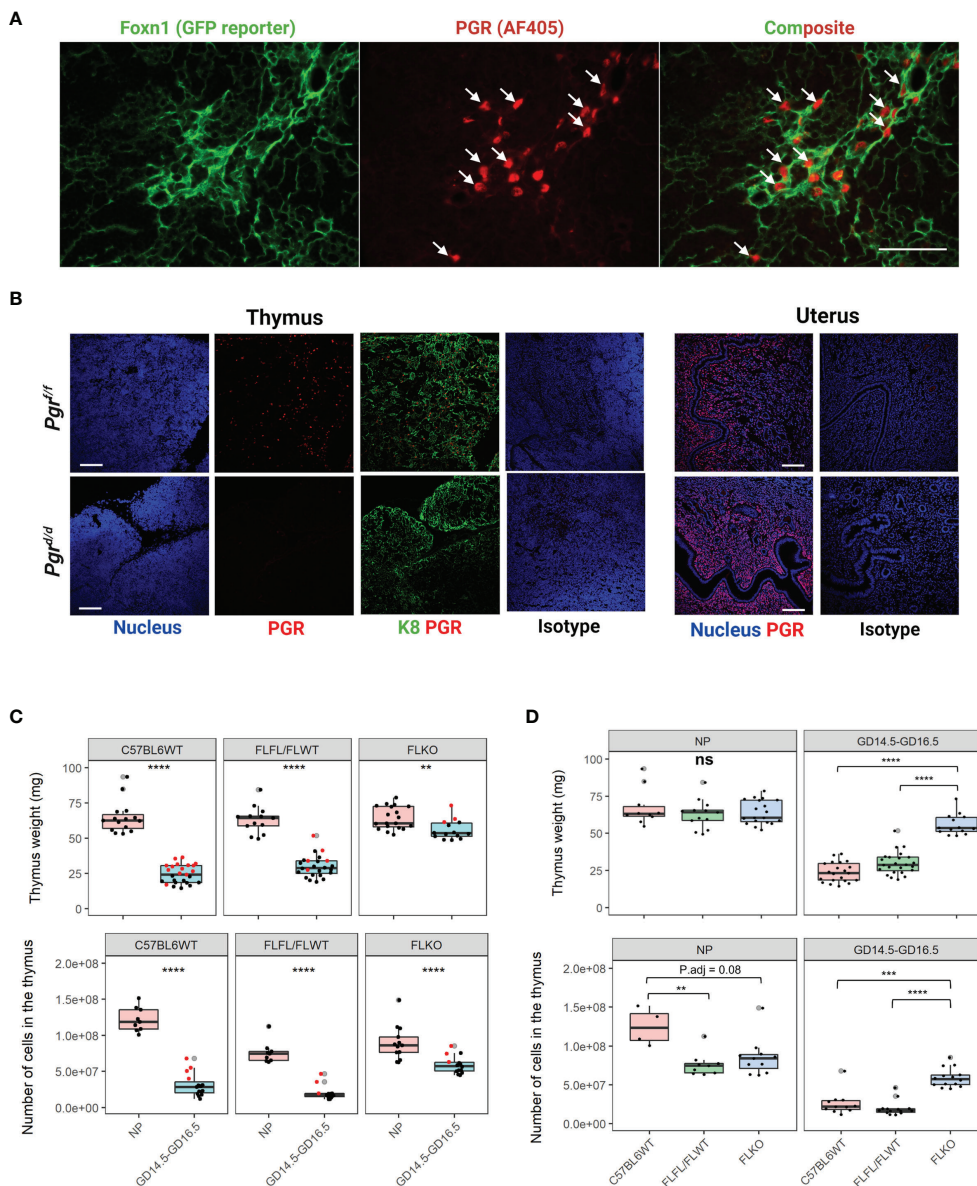 A
Foxn1 (GFP reporter)
PGR (AF405)
Composite
B
Thymus
Uterus
Pgr^f/f
Pgr^d/d
Nucleus
PGR
K8 PGR
Isotype
Nucleus PGR
Isotype
C
C57BL6WT
FLFL/FLWT
FLKO
****
****
**
Thymus weight (mg)
100
75
50
25
0
C57BL6WT
FLFL/FLWT
FLKO
****
****
****
Number of cells in the thymus
2.0e+08
1.5e+08
1.0e+08
5.0e+07
0.0e+00
NP
GD14.5-GD16.5
NP
GD14.5-GD16.5
NP
GD14.5-GD16.5
D
NP
GD14.5-GD16.5
ns
****
****
Thymus weight (mg)
100
75
50
25
0
NP
GD14.5-GD16.5
P.adj = 0.08
**
***
****
Number of cells in the thymus
2.0e+08
1.5e+08
1.0e+08
5.0e+07
0.0e+00
C57BL6WT
FLFL/FLWT
FLKO
C57BL6WT
FLFL/FLWT
FLKO